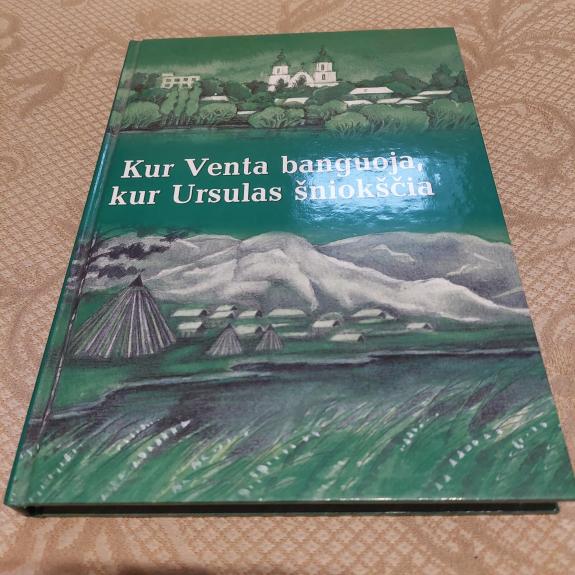 Kur Venta banguoja,
kur Ursulas šniokščia